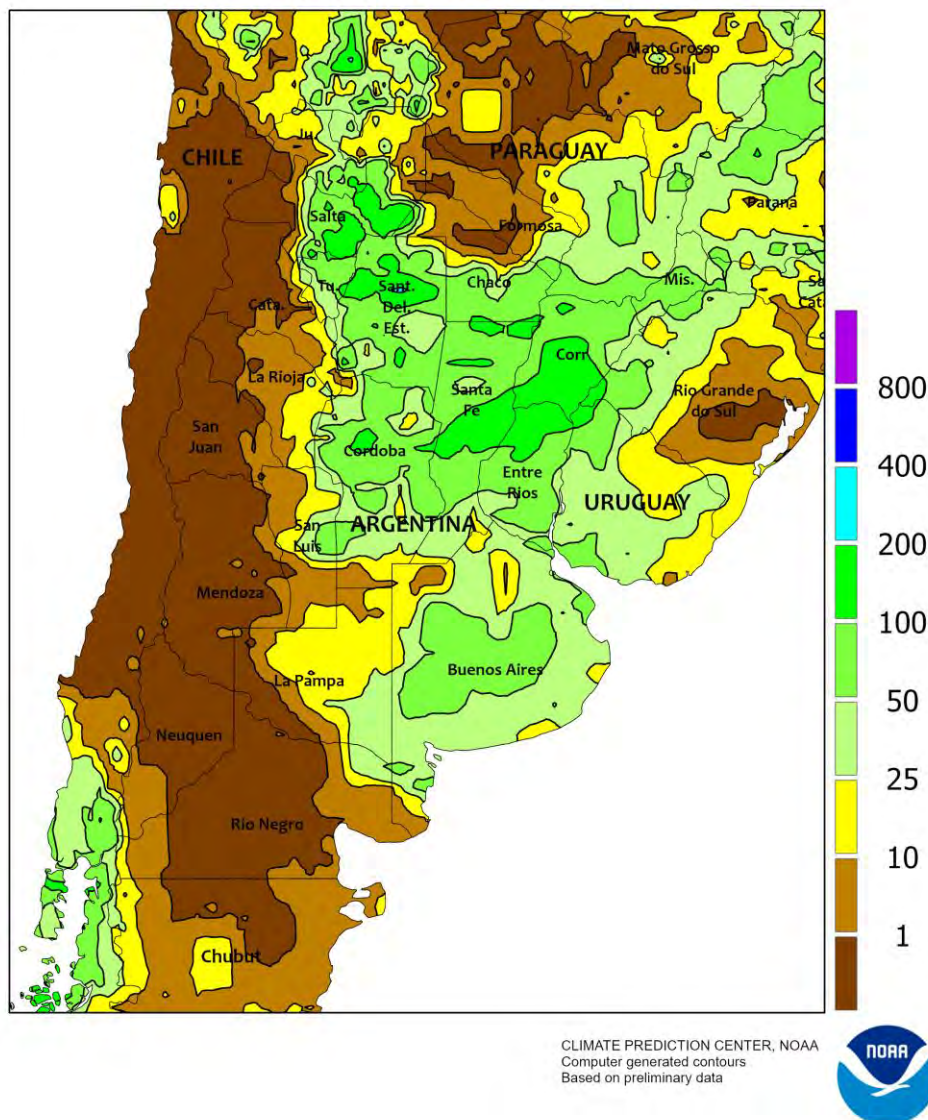 Mato Grosso
do Sul
Ju.
CHILE
PARAGUAY
Parana
Salta
Formosa
Tu.
Sant.
Del.
Est.
Chaco
Mis.
Sa
Cata
Cata.
Corr
800
La Rioja
Santa
Fe
Rio Grande
do Sul
San
Juan
400
Cordoba
Entre
Rios
URUGUAY
San
Luis
ARGENTINA
200
Mendoza
100
La Pampa
Buenos Aires
50
Neuquen
25
Rio Negro
10
1
Chubut
CLIMATE PREDICTION CENTER, NOAA
Computer generated contours
Based on preliminary data
NOAA